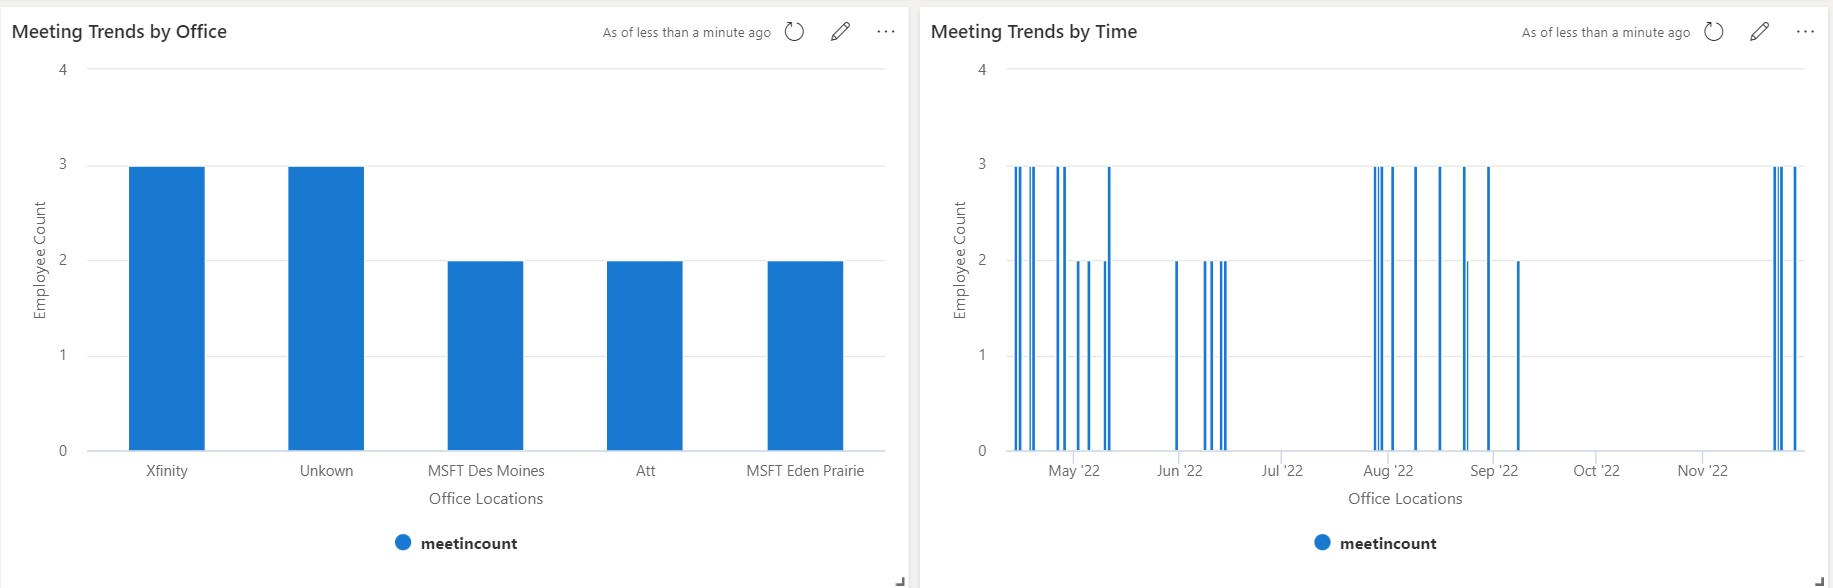 Meeting Trends by Office
As of less than a minute ago
4
3
2
1
0
Employee Count
Xfinity
Unkown
MSFT Des Moines
Att
MSFT Eden Prairie
Office Locations
meetincount
Meeting Trends by Time
As of less than a minute ago
4
3
2
1
0
Employee Count
May '22
Jun '22
Jul '22
Aug '22
Sep '22
Oct '22
Nov '22
Office Locations
meetincount